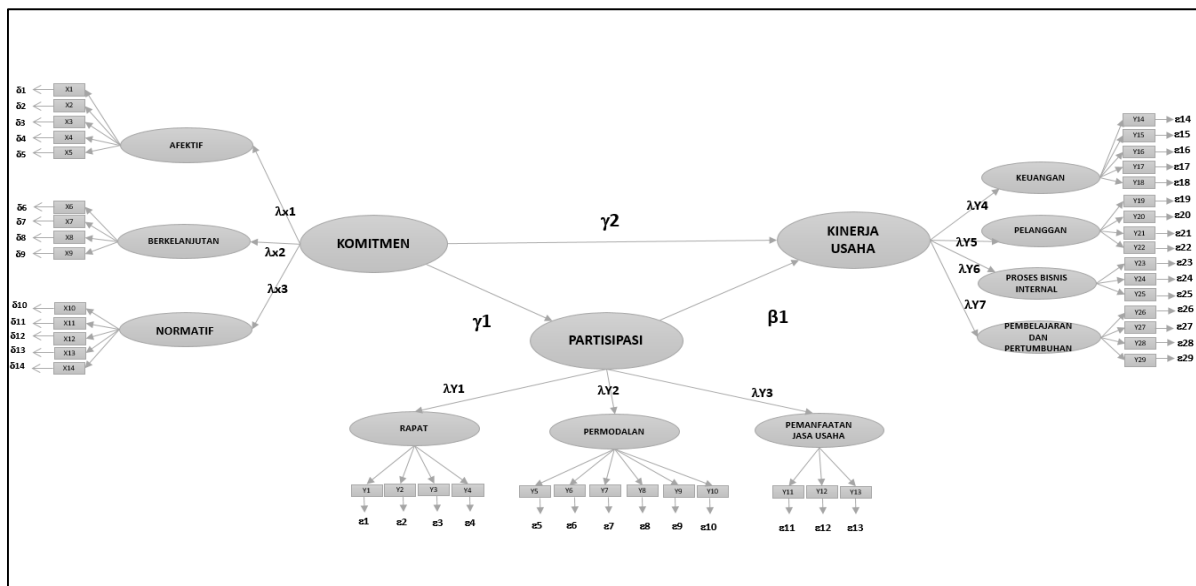 δ1
X1
δ2
X2
δ3
X3
δ4
X4
δ5
X5
AFEKTIF
δ6
X6
δ7
X7
δ8
X8
δ9
X9
BERKELANJUTAN
δ10
X10
δ11
X11
δ12
X12
δ13
X13
δ14
X14
NORMATIF
λx1
λx2
λx3
KOMITMEN
γ2
γ1
PARTISIPASI
β1
KINERJA
USAHA
λY1
λY2
λY3
RAPAT
PERMODALAN
PEMANFAATAN
JASA USAHA
Y1
Y2
Y3
Y4
Y5
Y6
Y7
Y8
Y9
Y10
Y11
Y12
Y13
ε1
ε2
ε3
ε4
ε5
ε6
ε7
ε8
ε9
ε10
ε11
ε12
ε13
λY4
λY5
λY6
λY7
KEUANGAN
Y14
ε14
Y15
ε15
Y16
ε16
Y17
ε17
Y18
ε18
PELANGGAN
Y19
ε19
Y20
ε20
Y21
ε21
Y22
ε22
PROSES BISNIS
INTERNAL
Y23
ε23
Y24
ε24
Y25
ε25
PEMBELAJARAN
DAN
PERTUMBUHAN
Y26
ε26
Y27
ε27
Y28
ε28
Y29
ε29